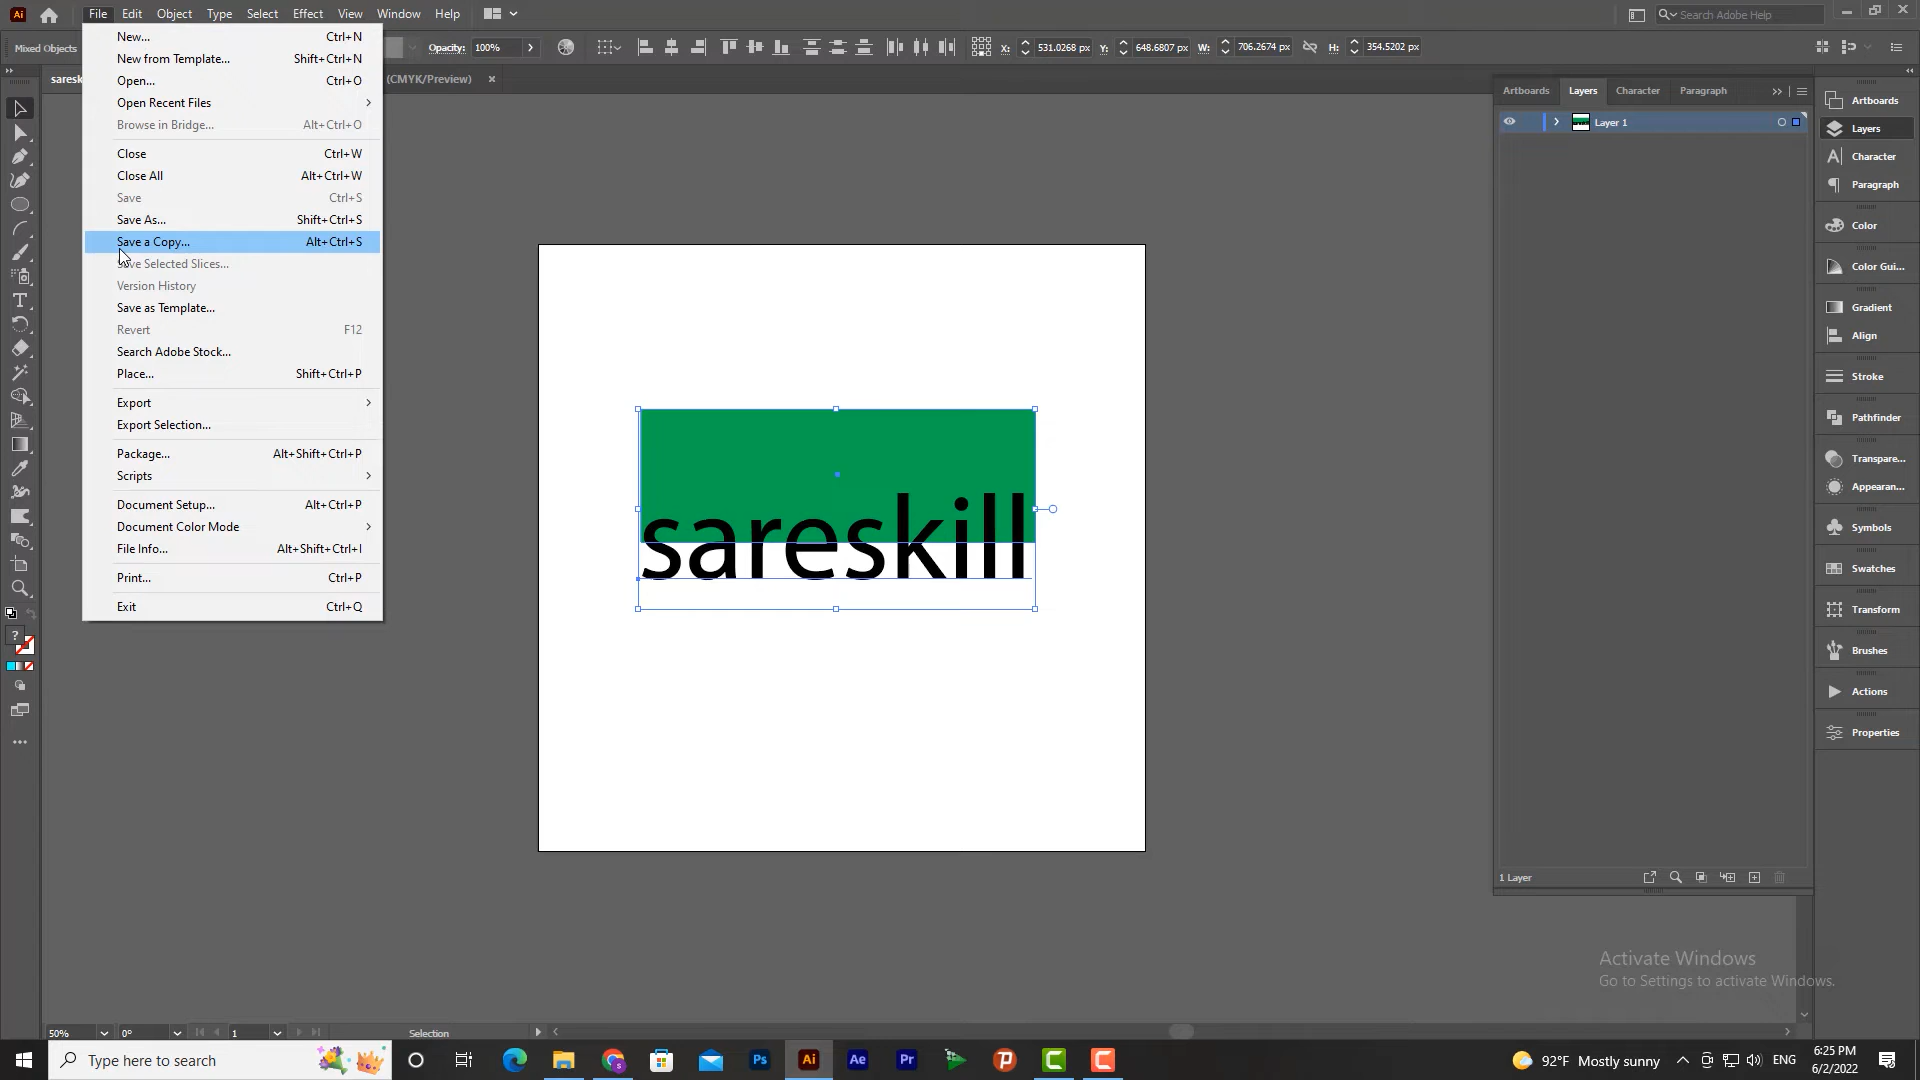 Ai File Edit Object Type Select Effect View Window Help Search Adobe Help
Mixed Objects Opacity: 100% X: 531.0268 px Y: 648.6807 px W: 706.2674 px H: 354.5202 px
saresk (CMYK/Preview) ×
New... Ctrl+N
New from Template... Shift+Ctrl+N
Open... Ctrl+O
Open Recent Files
Browse in Bridge... Alt+Ctrl+O
Close Ctrl+W
Close All Alt+Ctrl+W
Save Ctrl+S
Save As... Shift+Ctrl+S
Save a Copy... Alt+Ctrl+S
Save Selected Slices...
Version History
Save as Template...
Revert F12
Search Adobe Stock...
Place... Shift+Ctrl+P
Export
Export Selection...
Package... Alt+Shift+Ctrl+P
Scripts
Document Setup... Alt+Ctrl+P
Document Color Mode
File Info... Alt+Shift+Ctrl+I
Print... Ctrl+P
Exit Ctrl+Q
sareskill
Artboards Layers Character Paragraph
Layer 1
1 Layer
Artboards
Layers
Character
Paragraph
Color
Color Gui...
Gradient
Align
Stroke
Pathfinder
Transpare...
Appearan...
Symbols
Swatches
Transform
Brushes
Actions
Properties
Activate Windows
Go to Settings to activate Windows.
50% 0° 1 Selection
Type here to search Ps Ai Ae Pr 92°F Mostly sunny ENG 6:25 PM
6/2/2022